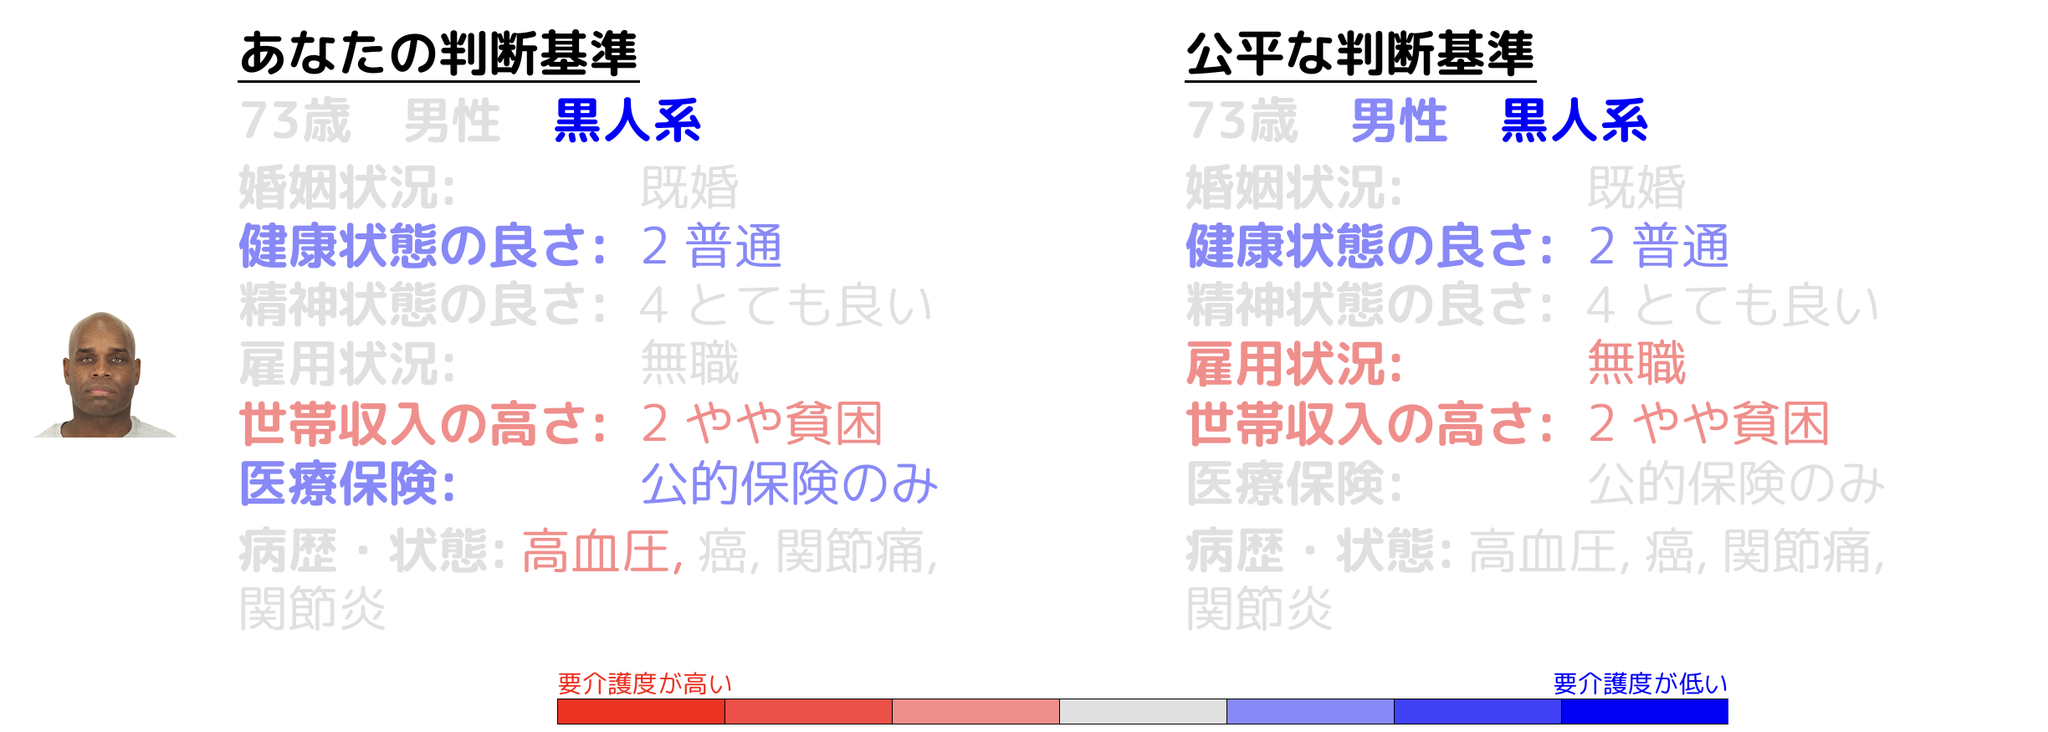 あなたの判断基準
73歳 男性 黒人系
婚姻状況: 既婚
健康状態の良さ: 2 普通
精神状態の良さ: 4 とても良い
雇用状況: 無職
世帯収入の高さ: 2 やや貧困
医療保険: 公的保険のみ
病歴・状態: 高血圧, 癌, 関節痛,
関節炎
公平な判断基準
73歳 男性 黒人系
婚姻状況: 既婚
健康状態の良さ: 2 普通
精神状態の良さ: 4 とても良い
雇用状況: 無職
世帯収入の高さ: 2 やや貧困
医療保険: 公的保険のみ
病歴・状態: 高血圧, 癌, 関節痛,
関節炎
要介護度が高い
要介護度が低い